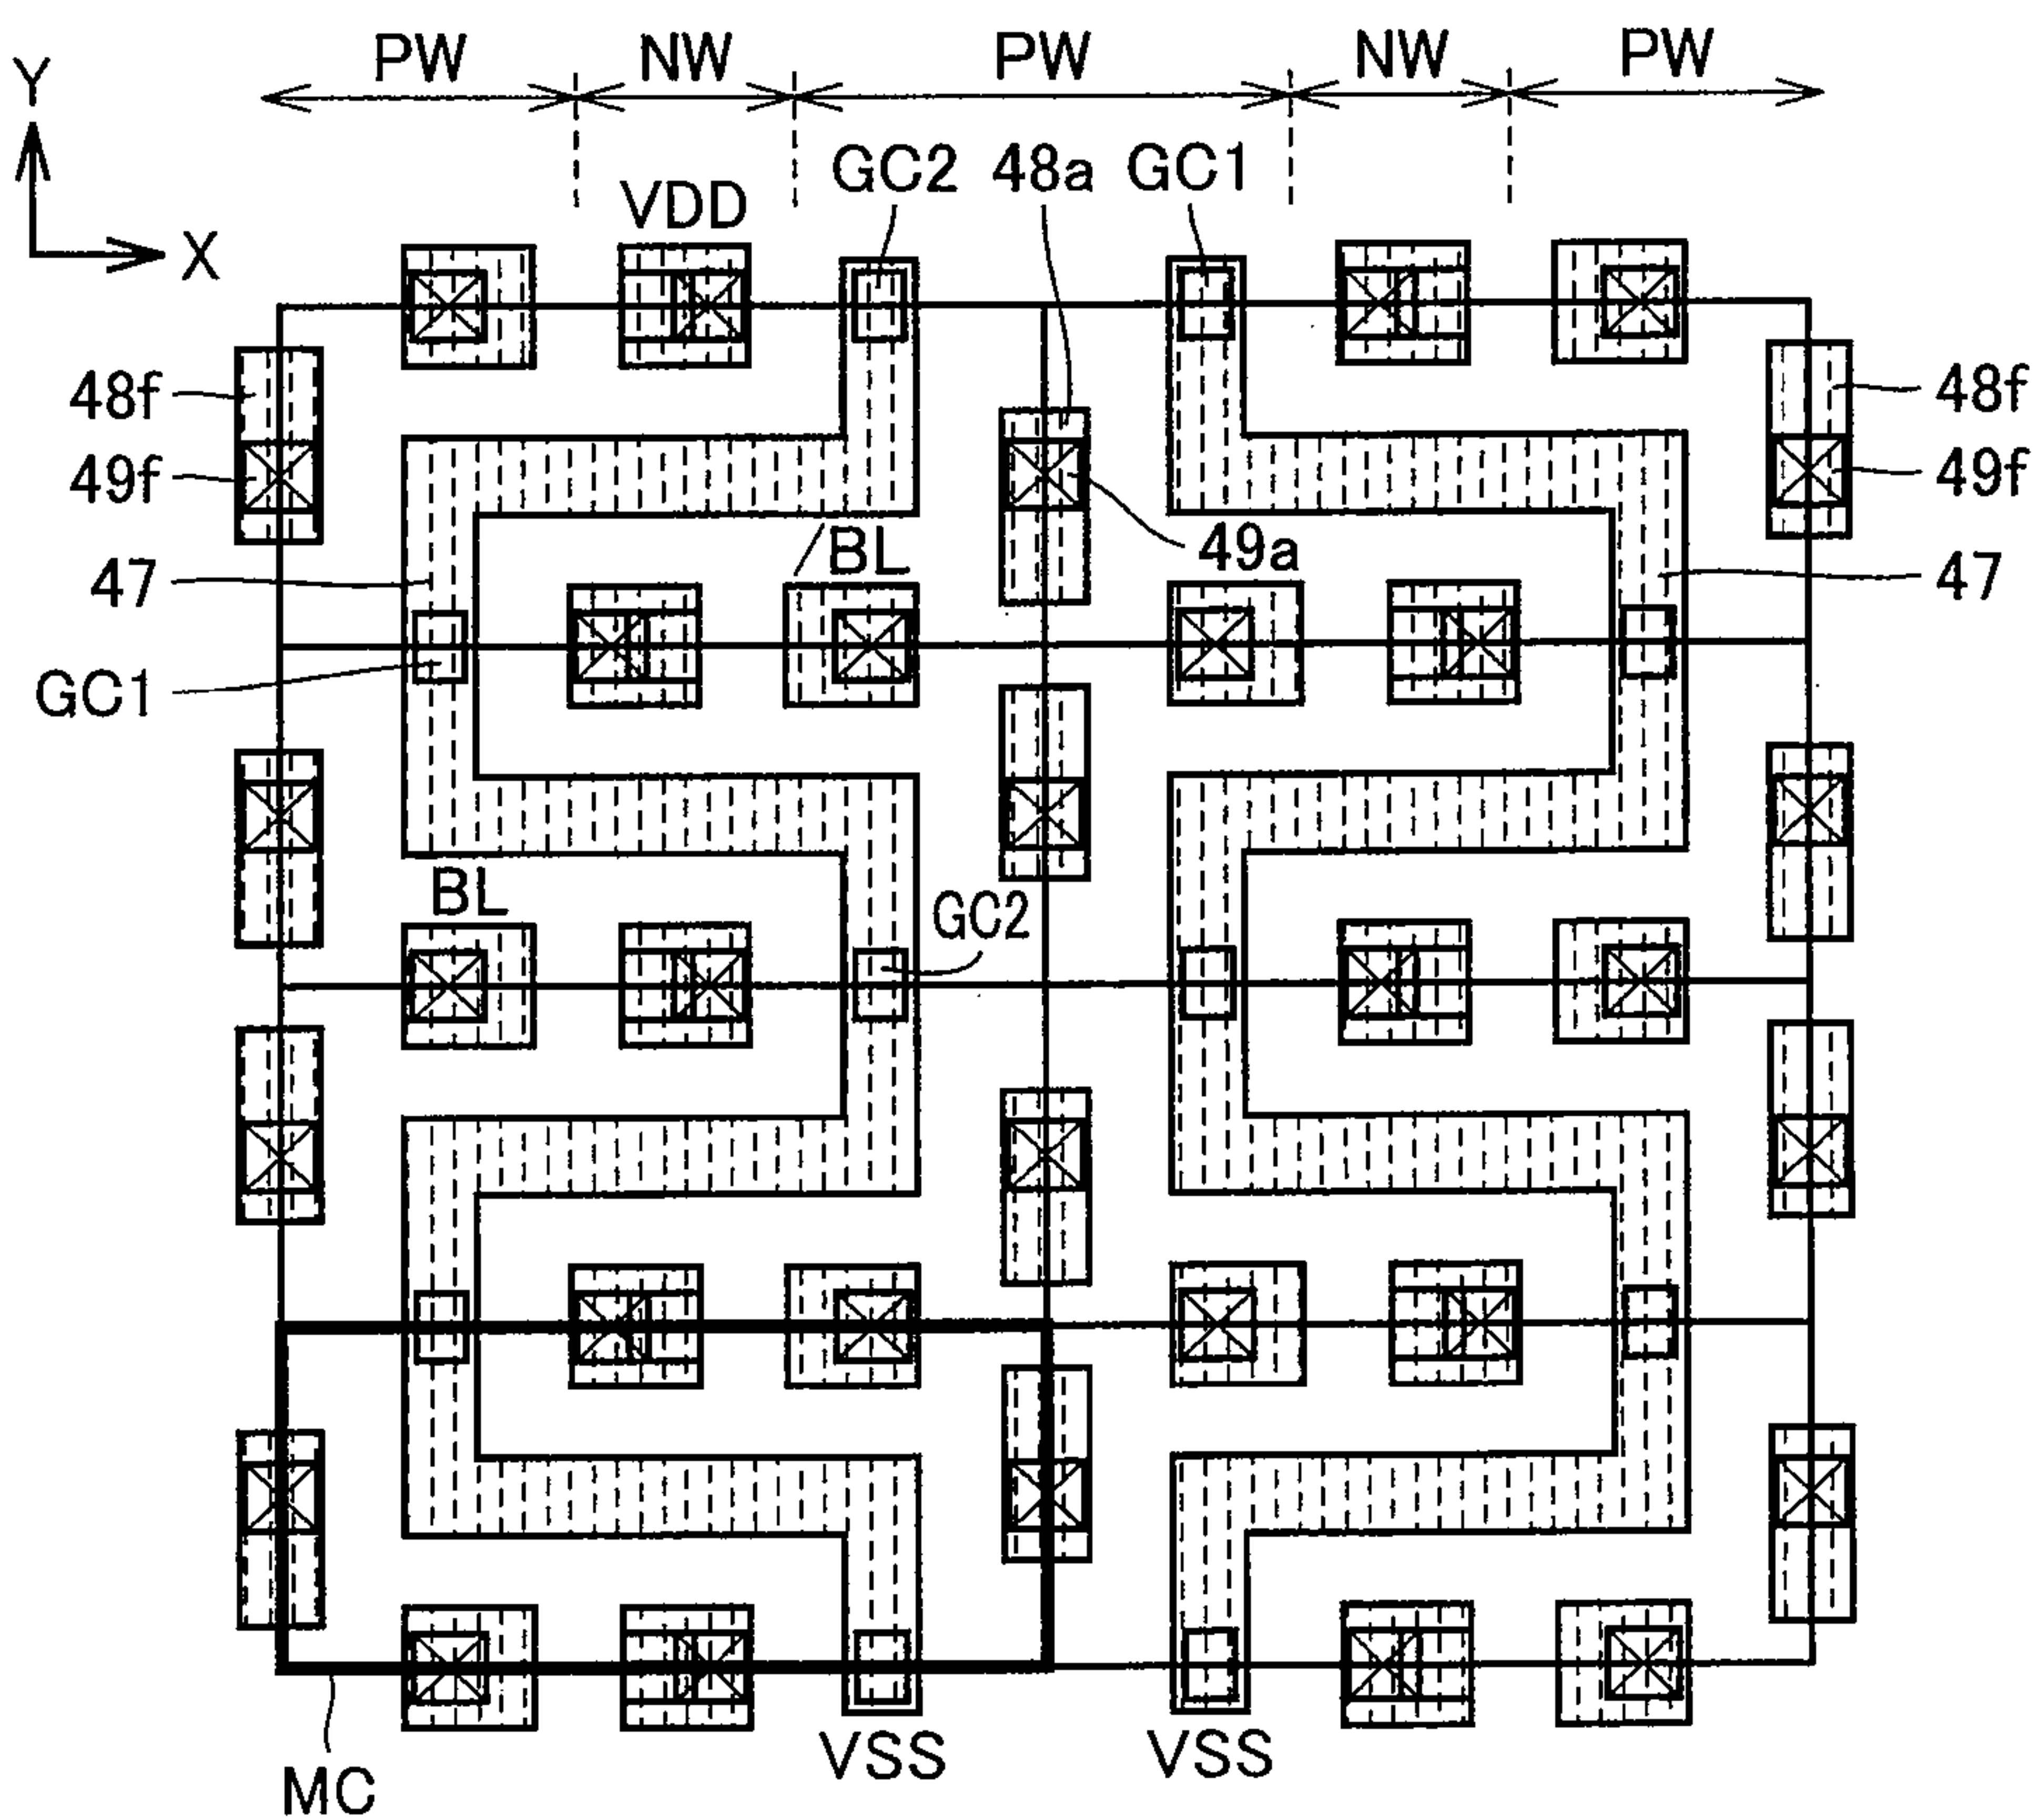 PW NW PW NW PW
Y
GC2 48a GC1
VDD
X
48f 48f
49f 49f
BL 49a
47 47
GC1
BL GC2
VSS VSS
MC